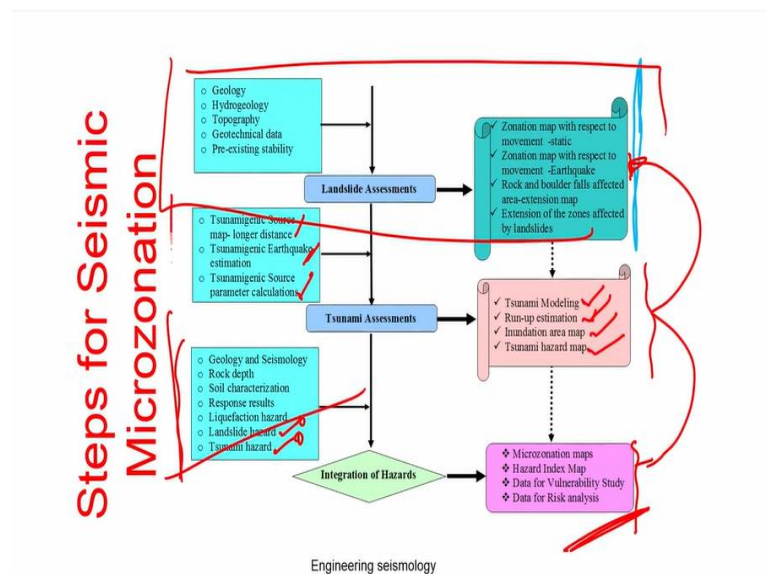 Steps for Seismic
Microzonation
o Geology
o Hydrogeology
o Topography
o Geotechnical data
o Pre-existing stability
Landslide Assessments
✓ Zonation map with respect to
movement -static
✓ Zonation map with respect to
movement -Earthquake
✓ Rock and boulder falls affected
area-extension map
✓ Extension of the zones affected
by landslides
o Tsunamigenic Source
map- longer distance
o Tsunamigenic Earthquake
estimation
o Tsunamigenic Source
parameter calculations
Tsunami Assessments
✓ Tsunami Modeling
✓ Run-up estimation
✓ Inundation area map
✓ Tsunami hazard map
o Geology and Seismology
o Rock depth
o Soil characterization
o Response results
o Liquefaction hazard
o Landslide hazard
o Tsunami hazard
Integration of Hazards
❖ Microzonation maps
❖ Hazard Index Map
❖ Data for Vulnerability Study
❖ Data for Risk analysis
Engineering seismology